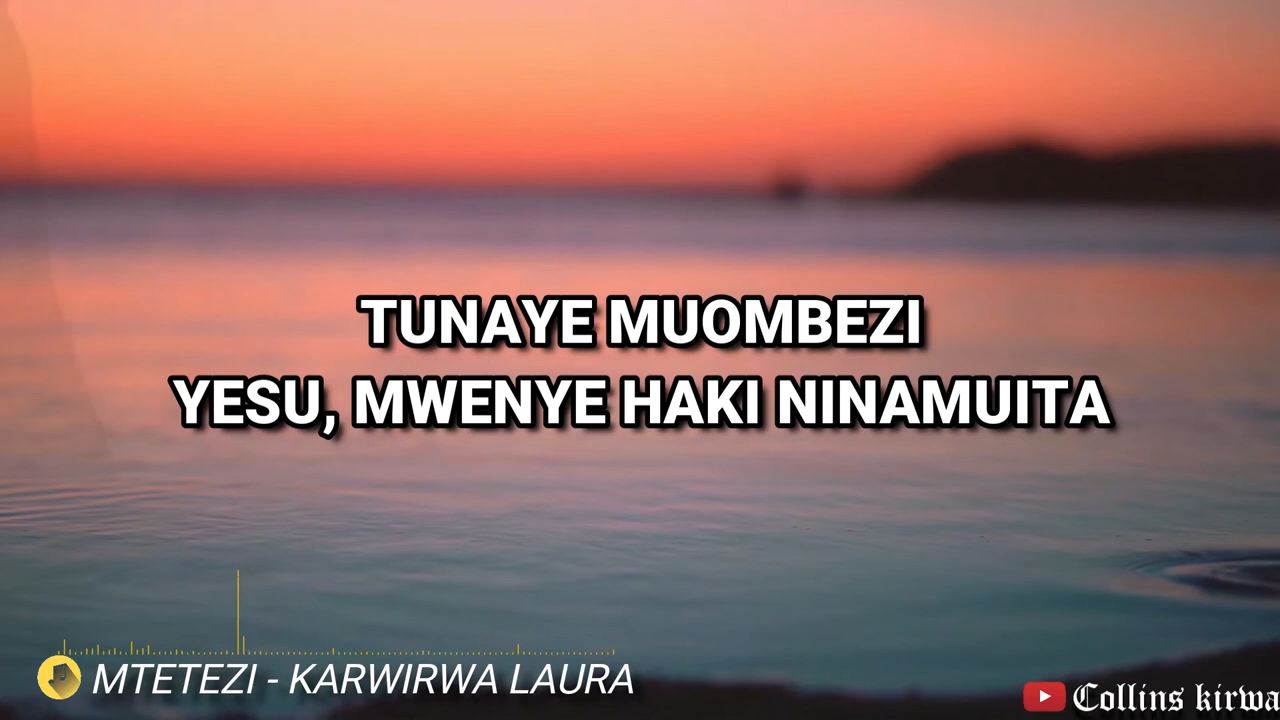 TUNAYE MUOMBEZI
YESU, MWENYE HAKI NINAMUITA
MTETEZI - KARWIRWA LAURA
Collins kirwa